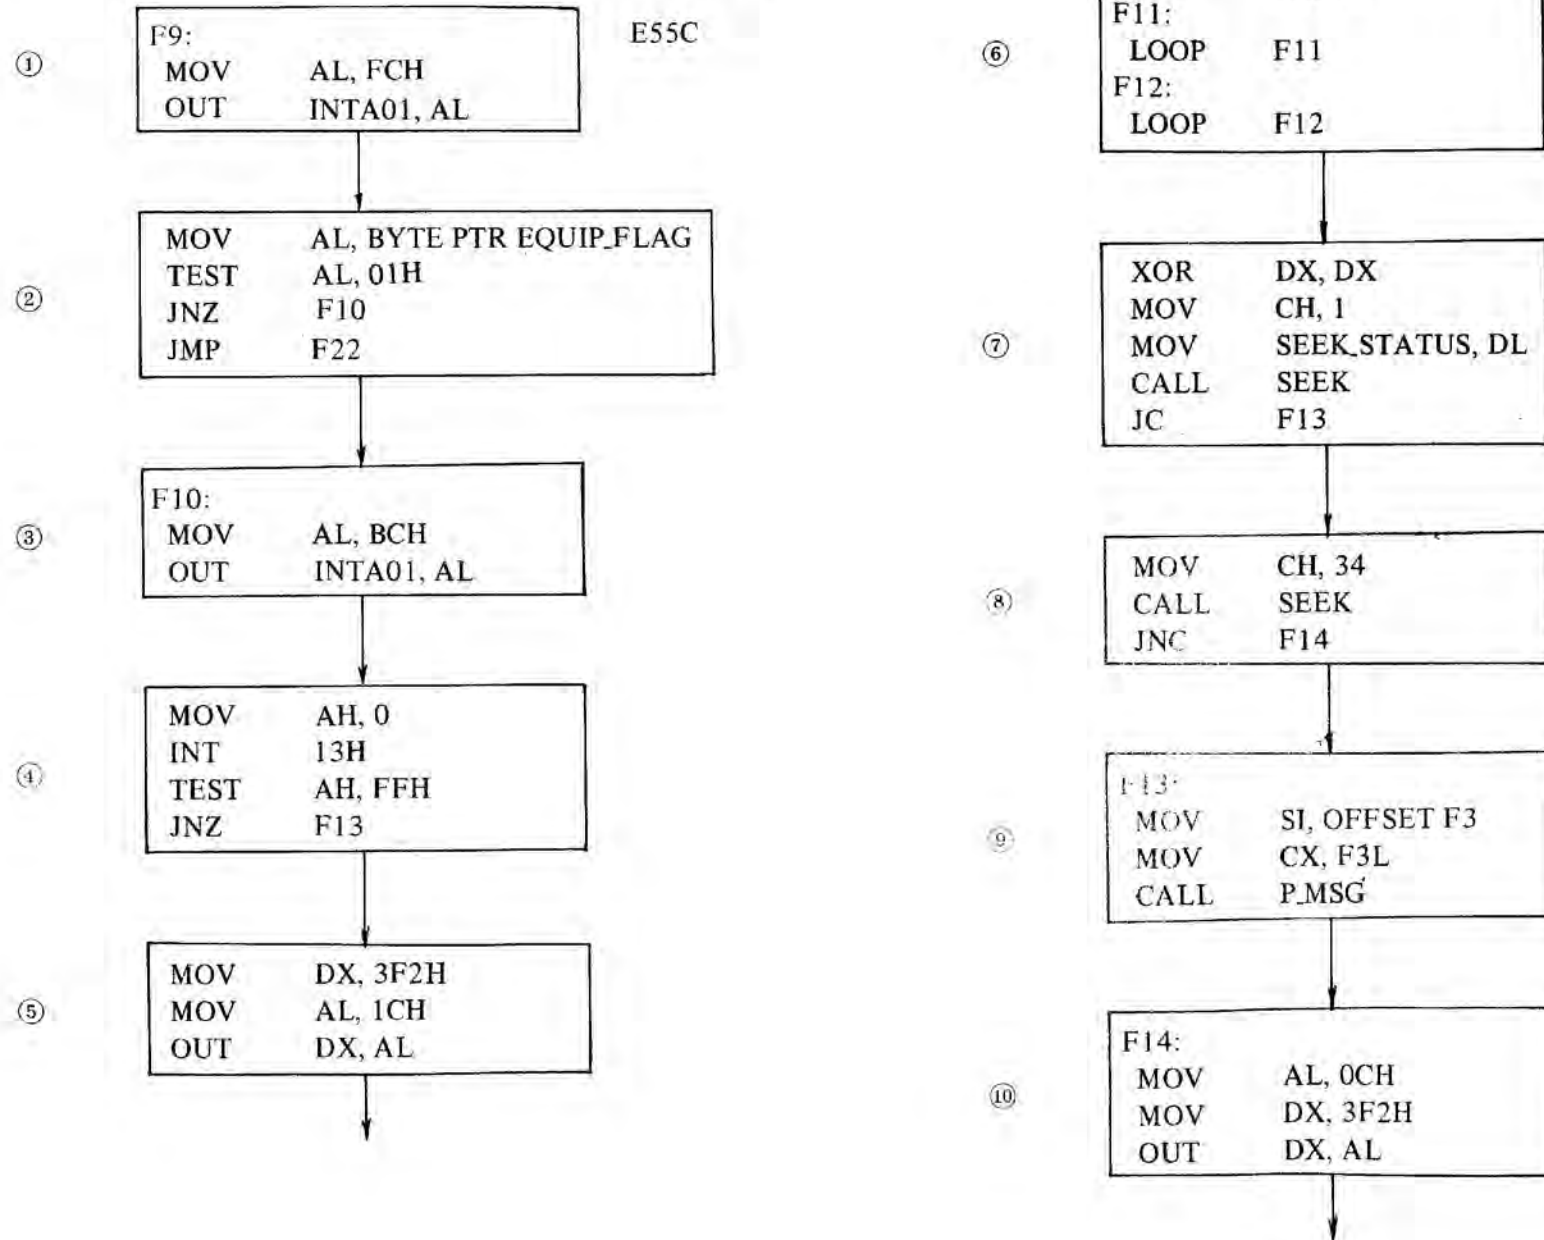 ① F9: E55C
MOV AL, FCH
OUT INTA01, AL
② MOV AL, BYTE PTR EQUIP_FLAG
TEST AL, 01H
JNZ F10
JMP F22
③ F10:
MOV AL, BCH
OUT INTA01, AL
④ MOV AH, 0
INT 13H
TEST AH, FFH
JNZ F13
⑤ MOV DX, 3F2H
MOV AL, 1CH
OUT DX, AL
⑥ F11:
LOOP F11
F12:
LOOP F12
⑦ XOR DX, DX
MOV CH, 1
MOV SEEK_STATUS, DL
CALL SEEK
JC F13
⑧ MOV CH, 34
CALL SEEK
JNC F14
⑨ F13:
MOV SI, OFFSET F3
MOV CX, F3L
CALL P_MSG
⑩ F14:
MOV AL, 0CH
MOV DX, 3F2H
OUT DX, AL